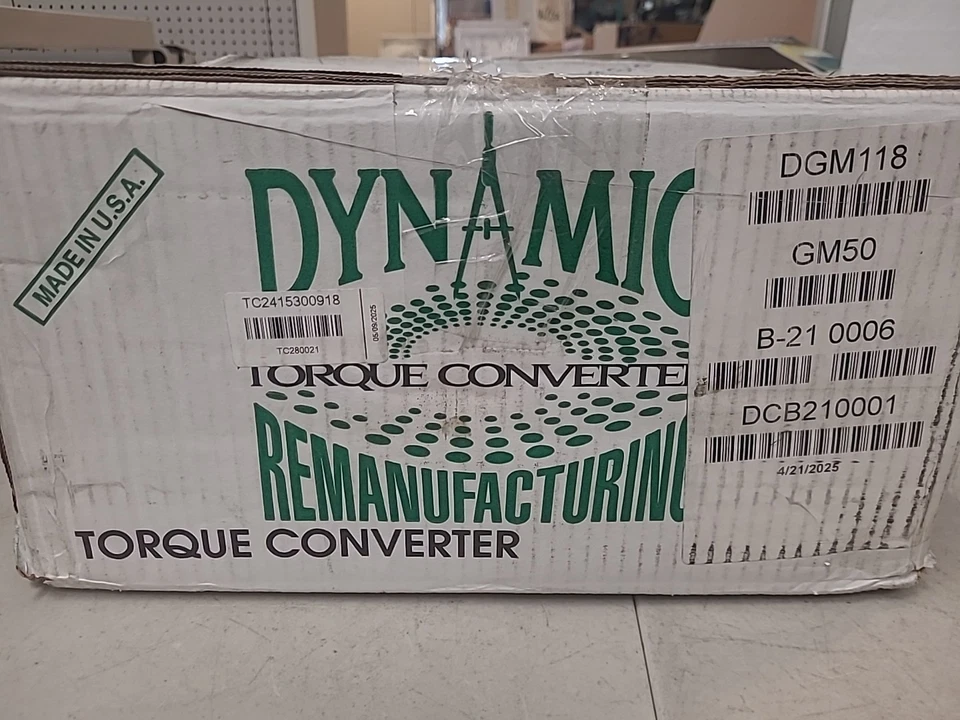 MADE IN U.S.A.
DYNAMIC
TORQUE CONVERTER
REMANUFACTURING
TORQUE CONVERTER
TC2415300918
TC280021
05/09/2025
DGM118
GM50
B-21 0006
DCB210001
4/21/2025